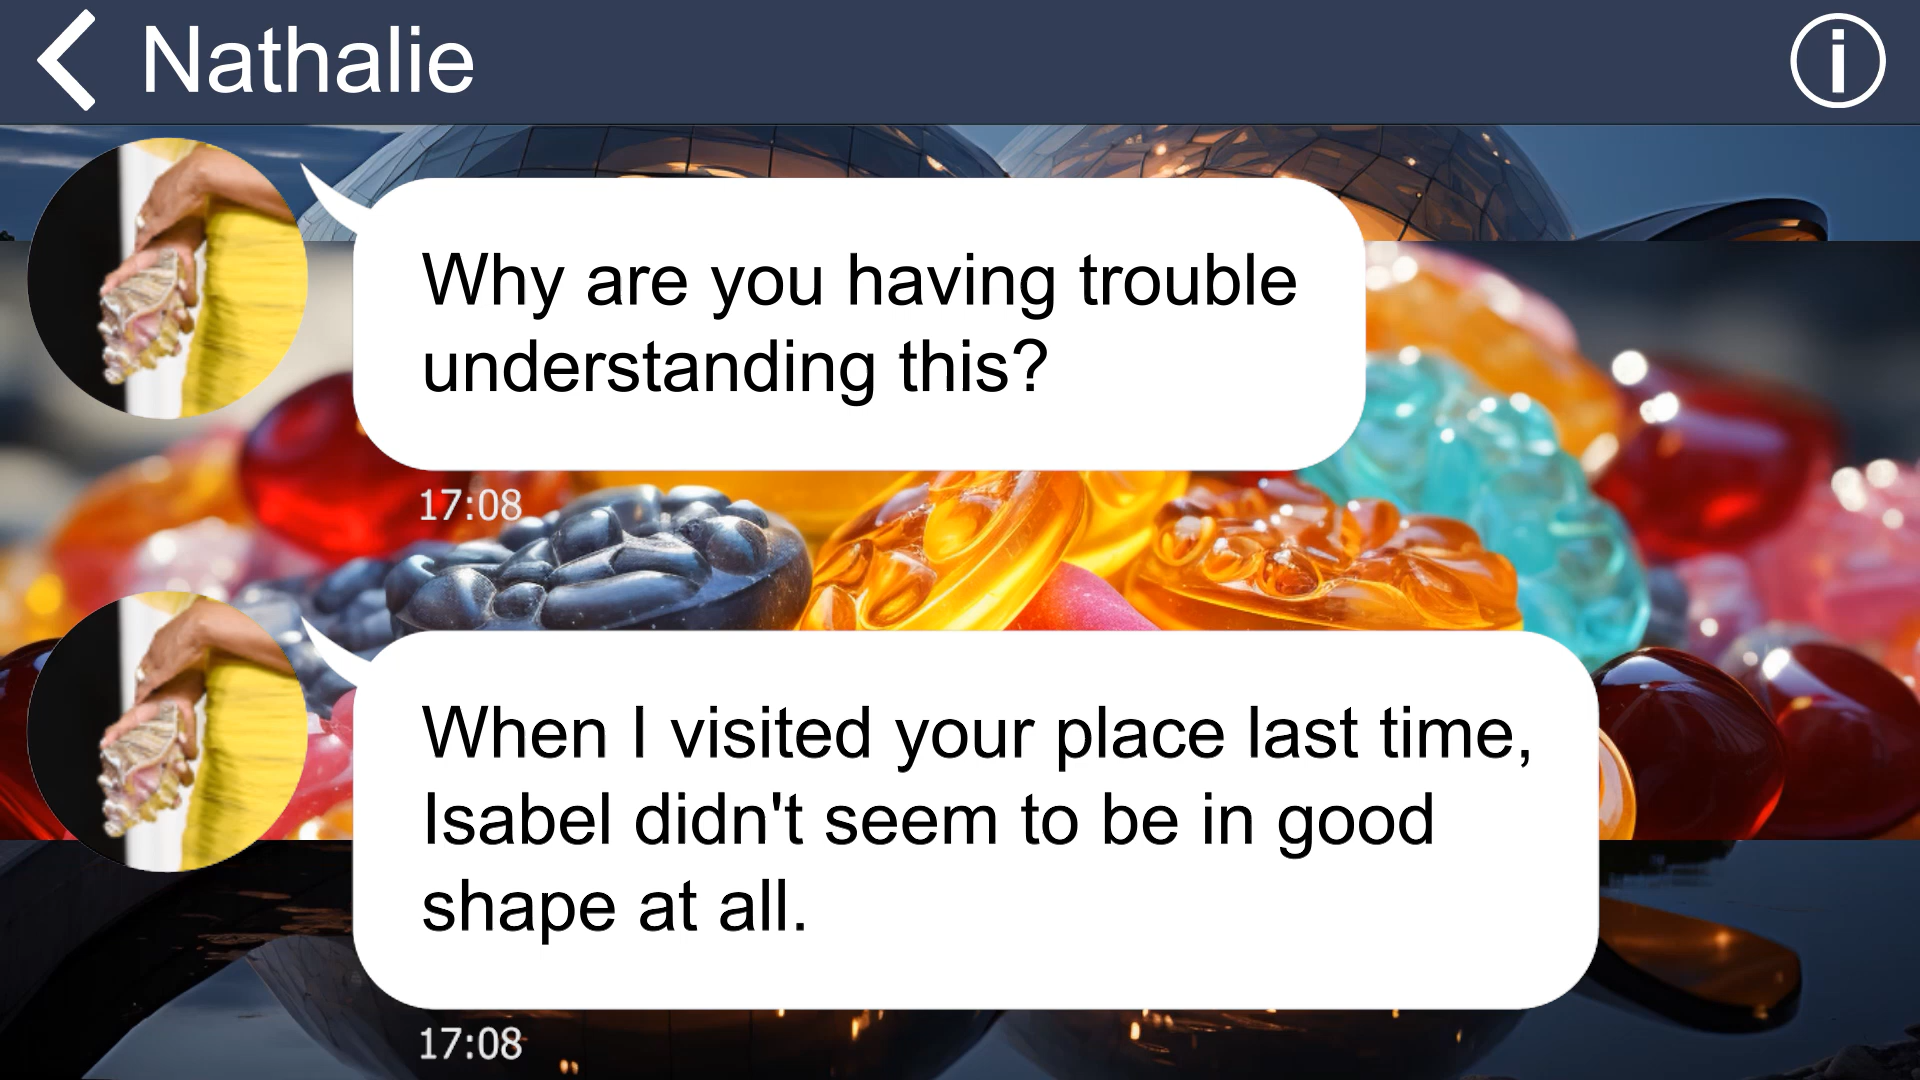 Nathalie
Why are you having trouble
understanding this?
17:08
When I visited your place last time,
Isabel didn't seem to be in good
shape at all.
17:08